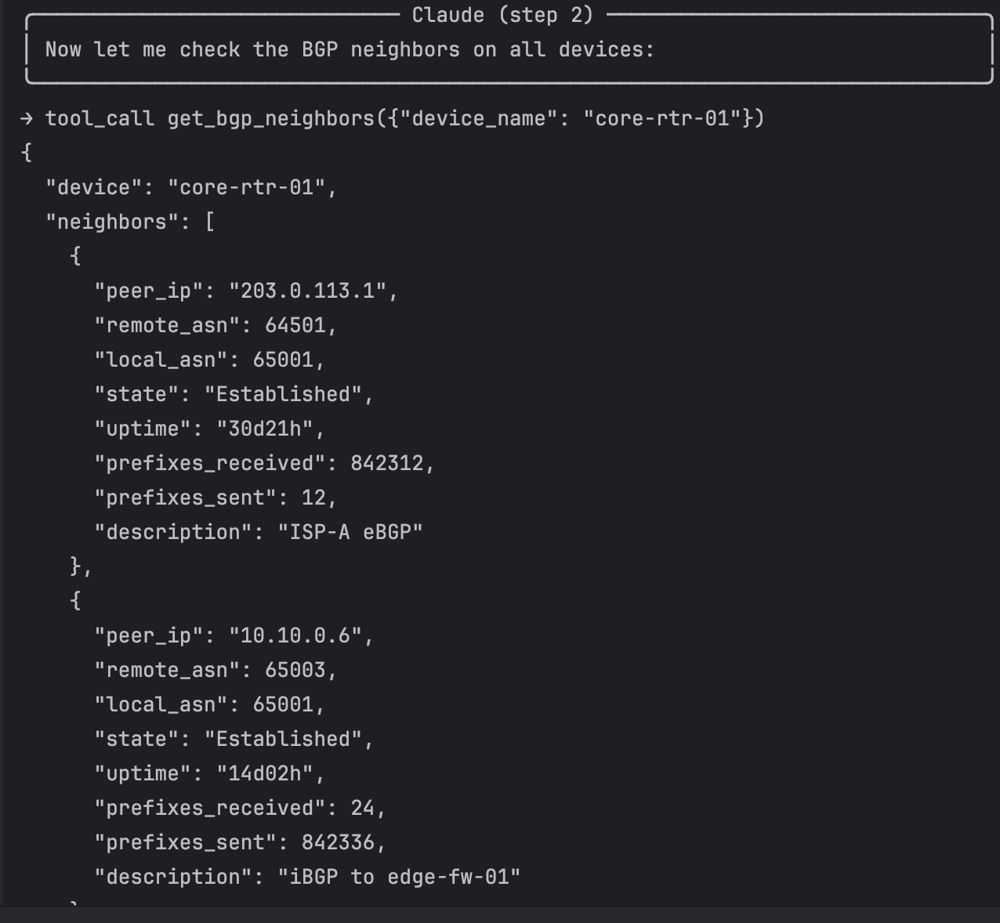 Claude (step 2)
Now let me check the BGP neighbors on all devices:
→ tool_call get_bgp_neighbors({"device_name": "core-rtr-01"})
{
"device": "core-rtr-01",
"neighbors": [
{
"peer_ip": "203.0.113.1",
"remote_asn": 64501,
"local_asn": 65001,
"state": "Established",
"uptime": "30d21h",
"prefixes_received": 842312,
"prefixes_sent": 12,
"description": "ISP-A eBGP"
},
{
"peer_ip": "10.10.0.6",
"remote_asn": 65003,
"local_asn": 65001,
"state": "Established",
"uptime": "14d02h",
"prefixes_received": 24,
"prefixes_sent": 842336,
"description": "iBGP to edge-fw-01"